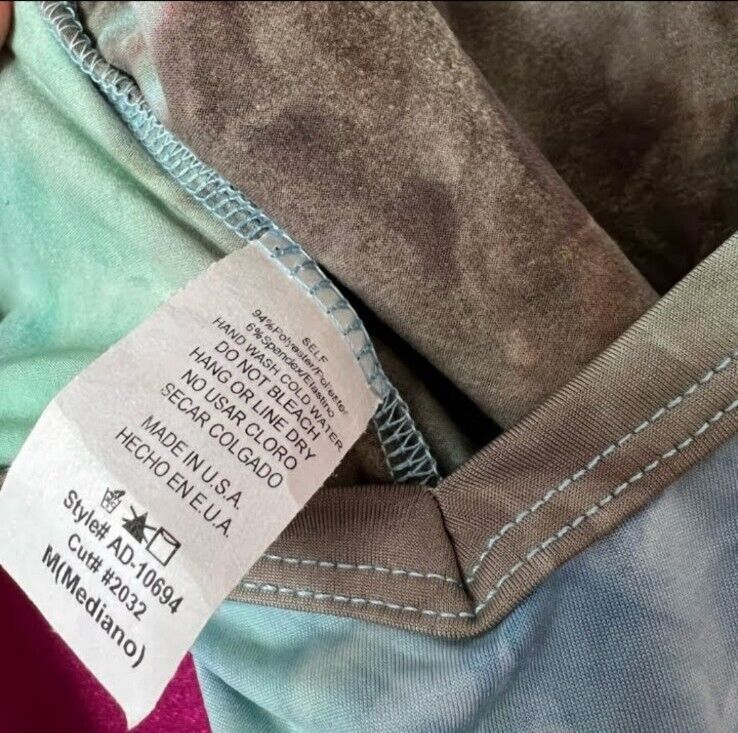 SELF
94%Polyester/Poliester
6%Spandex/Elastino
HAND WASH COLD WATER
DO NOT BLEACH
HANG OR LINE DRY
NO USAR CLORO
SECAR COLGADO
MADE IN U.S.A.
HECHO EN E.U.A.
Style# AD-10694
Cut# #2032
M(Mediano)